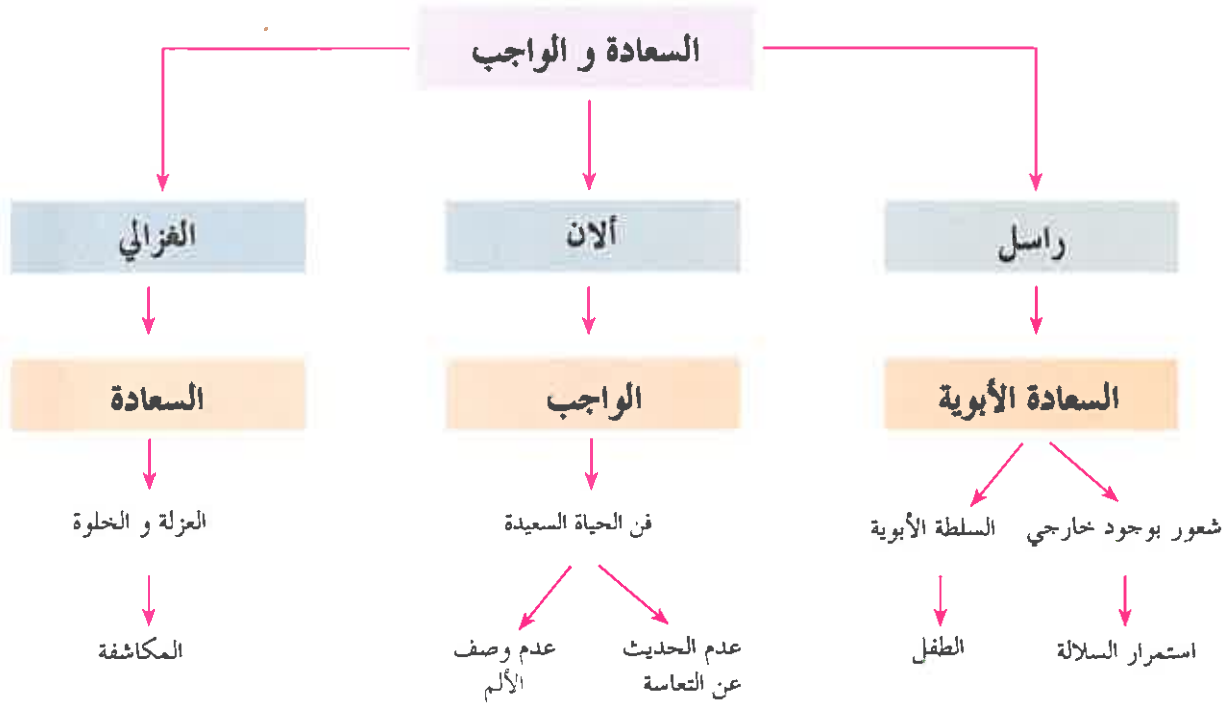 السعادة و الواجب
راسل
ألان
الغزالي
السعادة الأبوية
الواجب
السعادة
شعور بوجود خارجي
السلطة الأبوية
فن الحياة السعيدة
العزلة و الخلوة
استمرار السلالة
الطفل
عدم الحديث
عن التعاسة
عدم وصف
الألم
المكاشفة